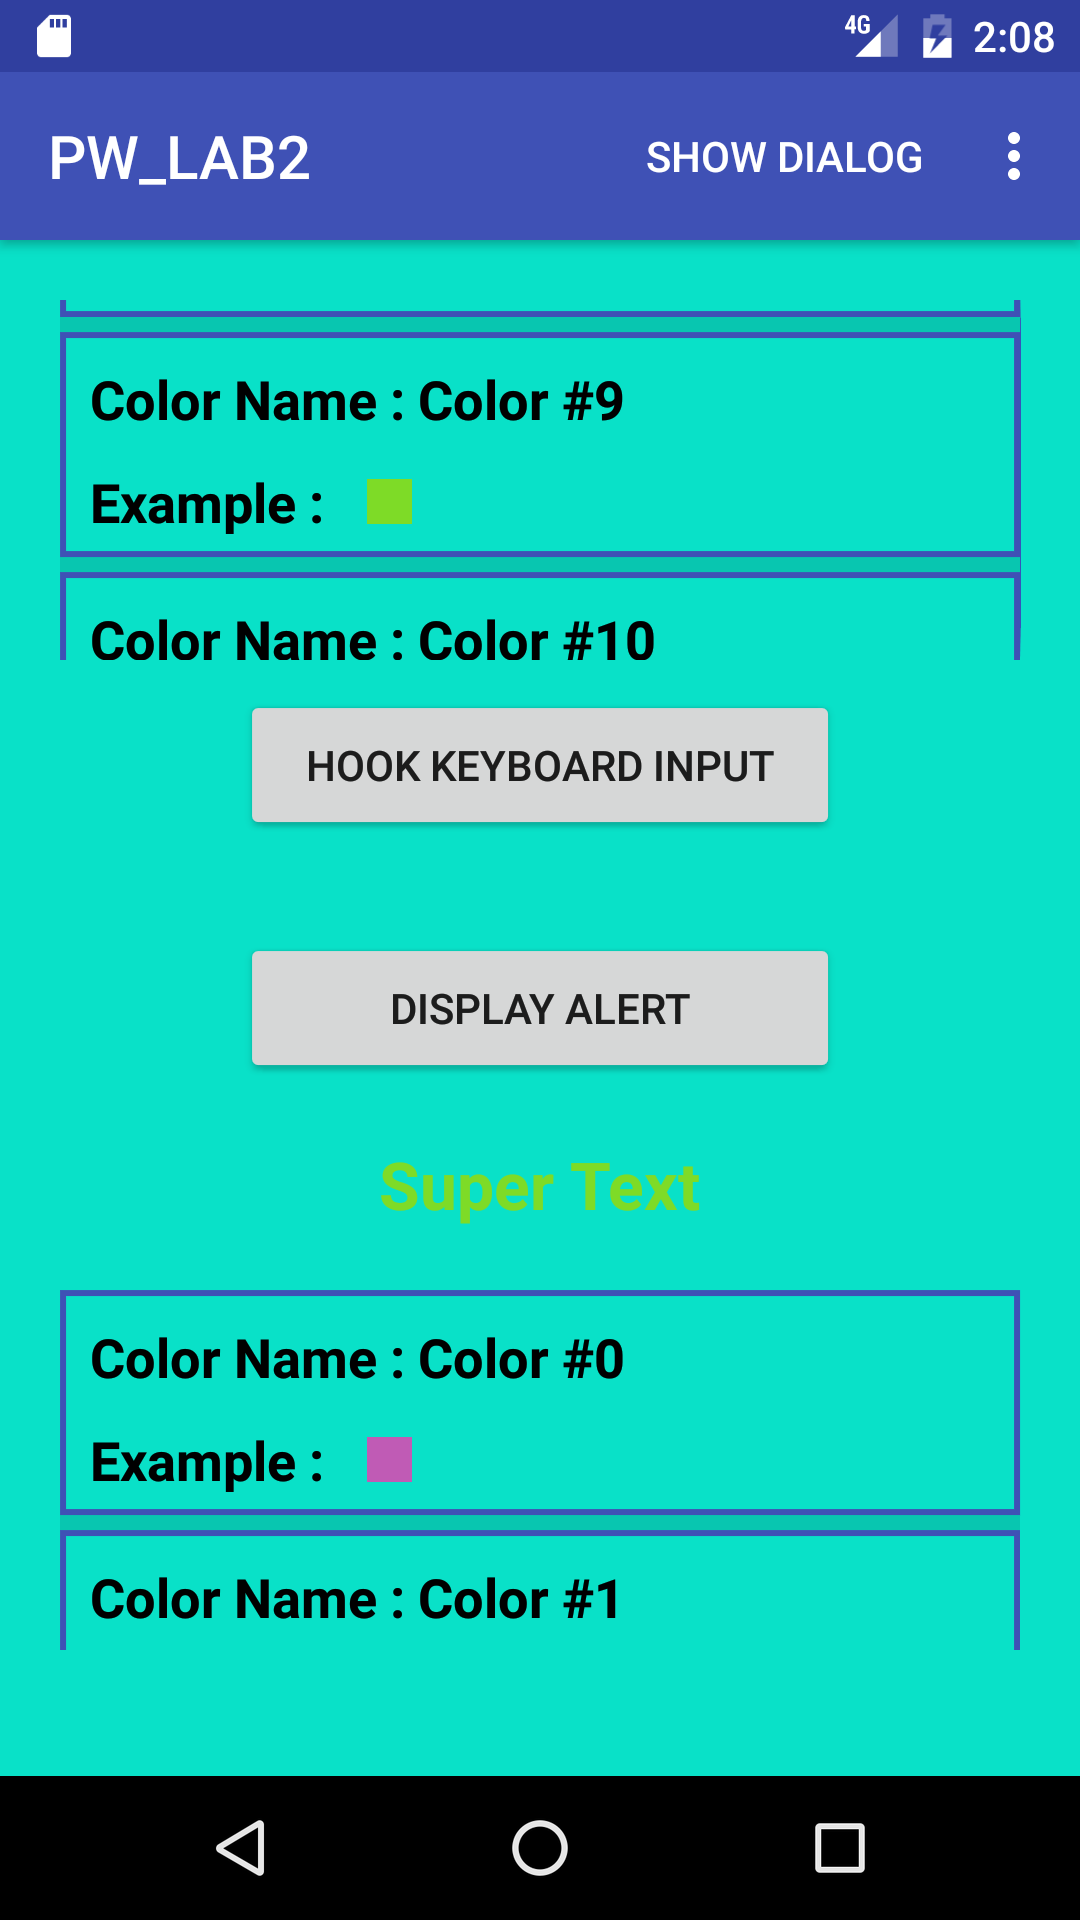 4G 2:08
PW_LAB2 SHOW DIALOG
Color Name : Color #9
Example :
Color Name : Color #10
HOOK KEYBOARD INPUT
DISPLAY ALERT
Super Text
Color Name : Color #0
Example :
Color Name : Color #1